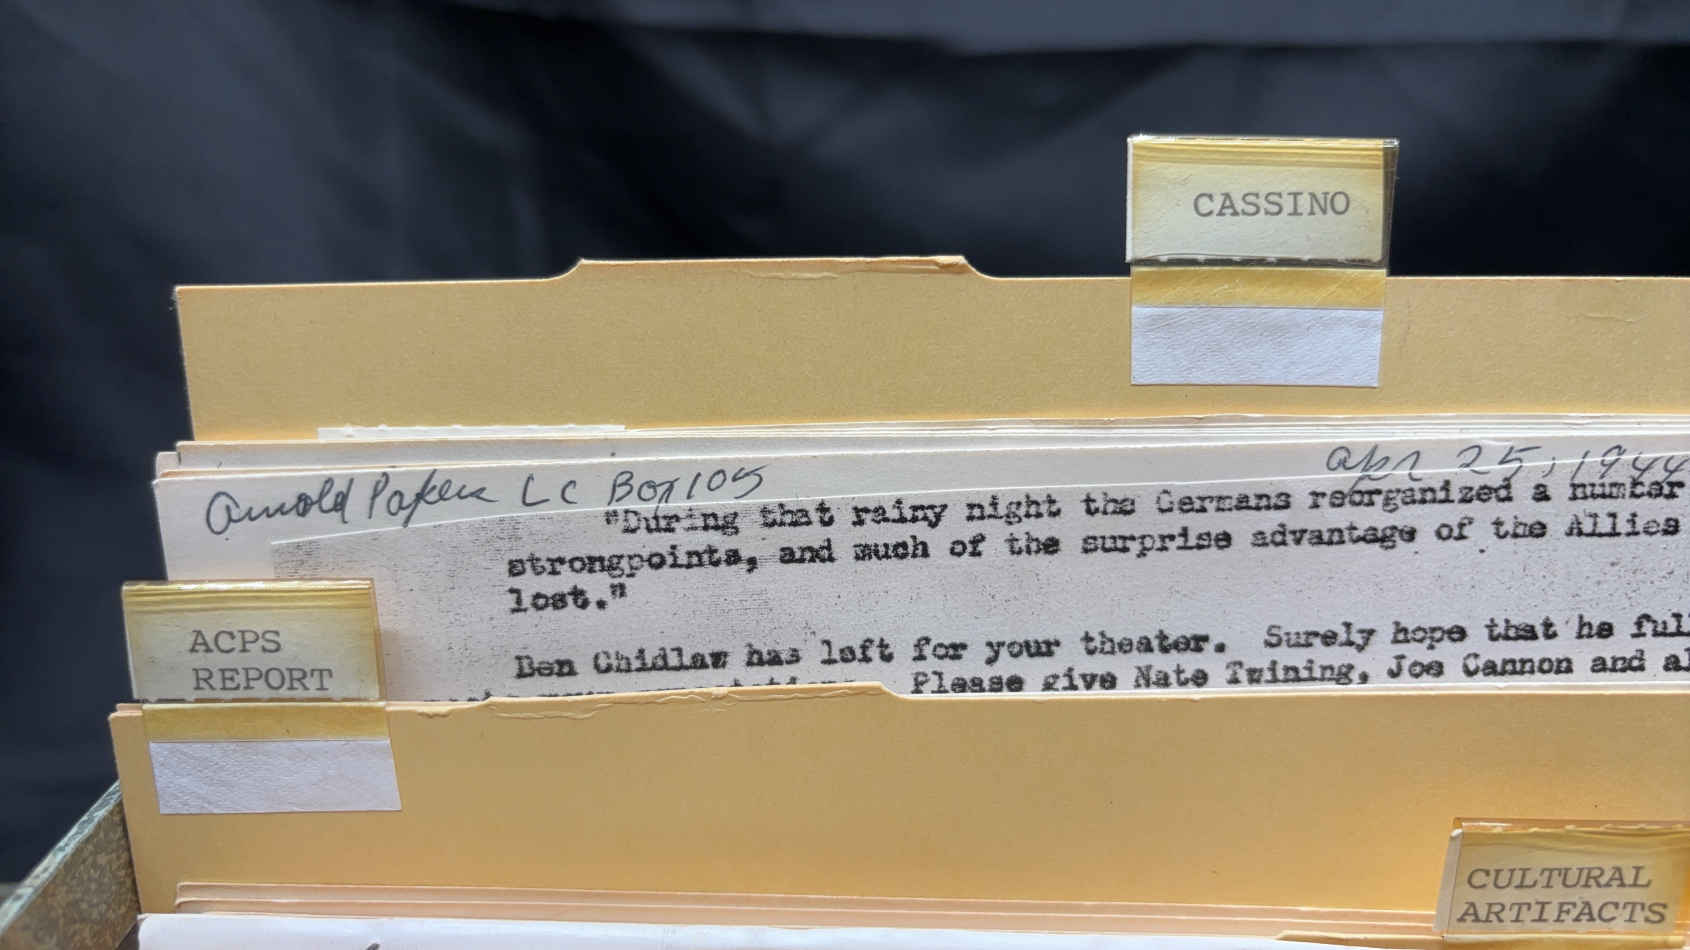 CASSINO
Arnold Papers LC Box 105
Apr 25, 1944
"During that rainy night the Germans reorganized a number
strongpoints, and much of the surprise advantage of the Allies
lost."
Ben Chidlaw has left for your theater. Surely hope that he
Please give Nate Twining, Joe Cannon and
ACPS
REPORT
CULTURAL
ARTIFACTS